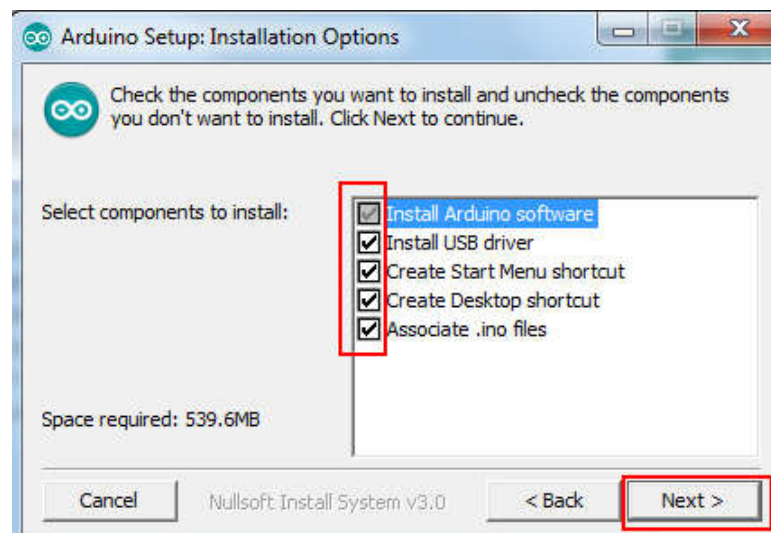 Arduino Setup: Installation Options
Check the components you want to install and uncheck the components
you don't want to install. Click Next to continue.
Select components to install:
Install Arduino software
Install USB driver
Create Start Menu shortcut
Create Desktop shortcut
Associate .ino files
Space required: 539.6MB
Cancel
Nullsoft Install System v3.0
< Back
Next >